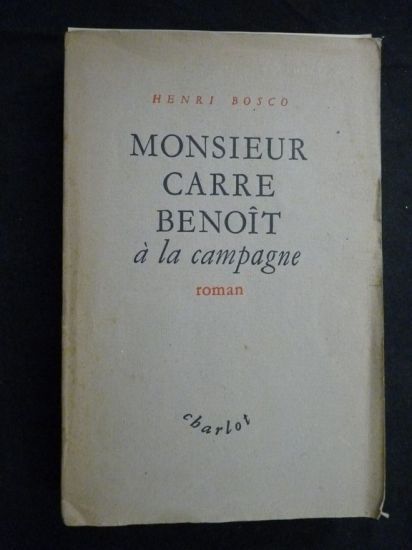 HENRI BOSCO
MONSIEUR
CARRE
BENOÎT
à la campagne
roman
charlot